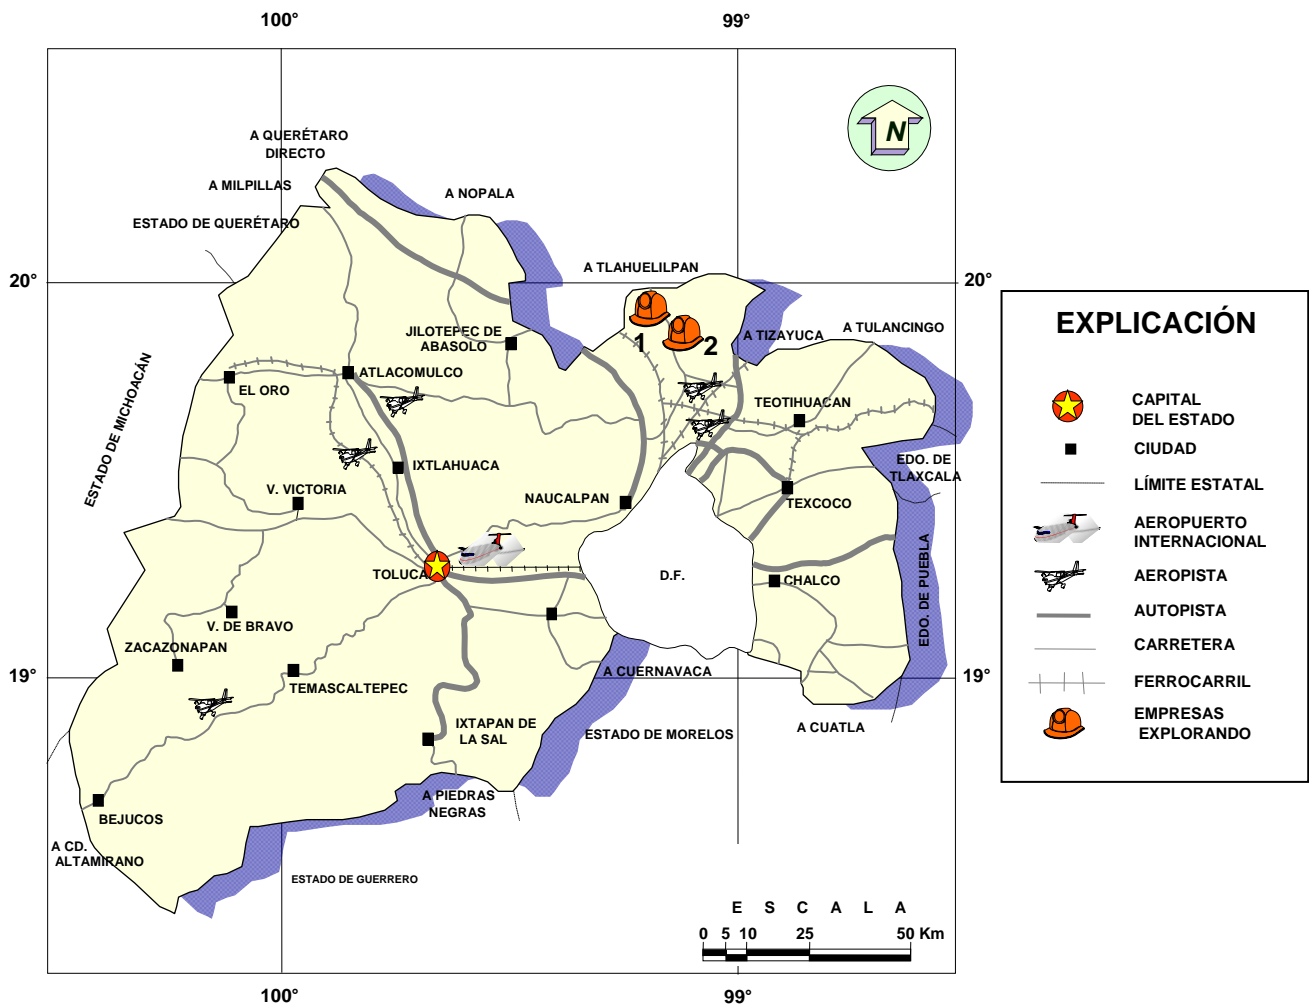 100°
99°
A QUERÉTARO
DIRECTO
A MILPILLAS
A NOPALA
ESTADO DE QUERÉTARO
N
20°
A TLAHUELILPAN
20°
1
2
JILOTEPEC DE
ABASOLO
A TIZAYUCA
A TULANCINGO
ESTADO DE MICHOACÁN
EL ORO
ATLACOMULCO
TEOTIHUACAN
IXTLAHUACA
EDO. DE
TLAXCALA
V. VICTORIA
NAUCALPAN
TEXCOCO
TOLUCA
D.F.
CHALCO
EDO. DE PUEBLA
V. DE BRAVO
ZACAZONAPAN
19°
TEMASCALTEPEC
A CUERNAVACA
19°
IXTAPAN DE
LA SAL
ESTADO DE MORELOS
A CUATLA
A PIEDRAS
NEGRAS
BEJUCOS
A CD.
ALTAMIRANO
ESTADO DE GUERRERO
E S C A L A
0 5 10 25 50 Km
100°
99°
EXPLICACIÓN
CAPITAL
DEL ESTADO
CIUDAD
LÍMITE ESTATAL
AEROPUERTO
INTERNACIONAL
AEROPISTA
AUTOPISTA
CARRETERA
FERROCARRIL
EMPRESAS
EXPLORANDO